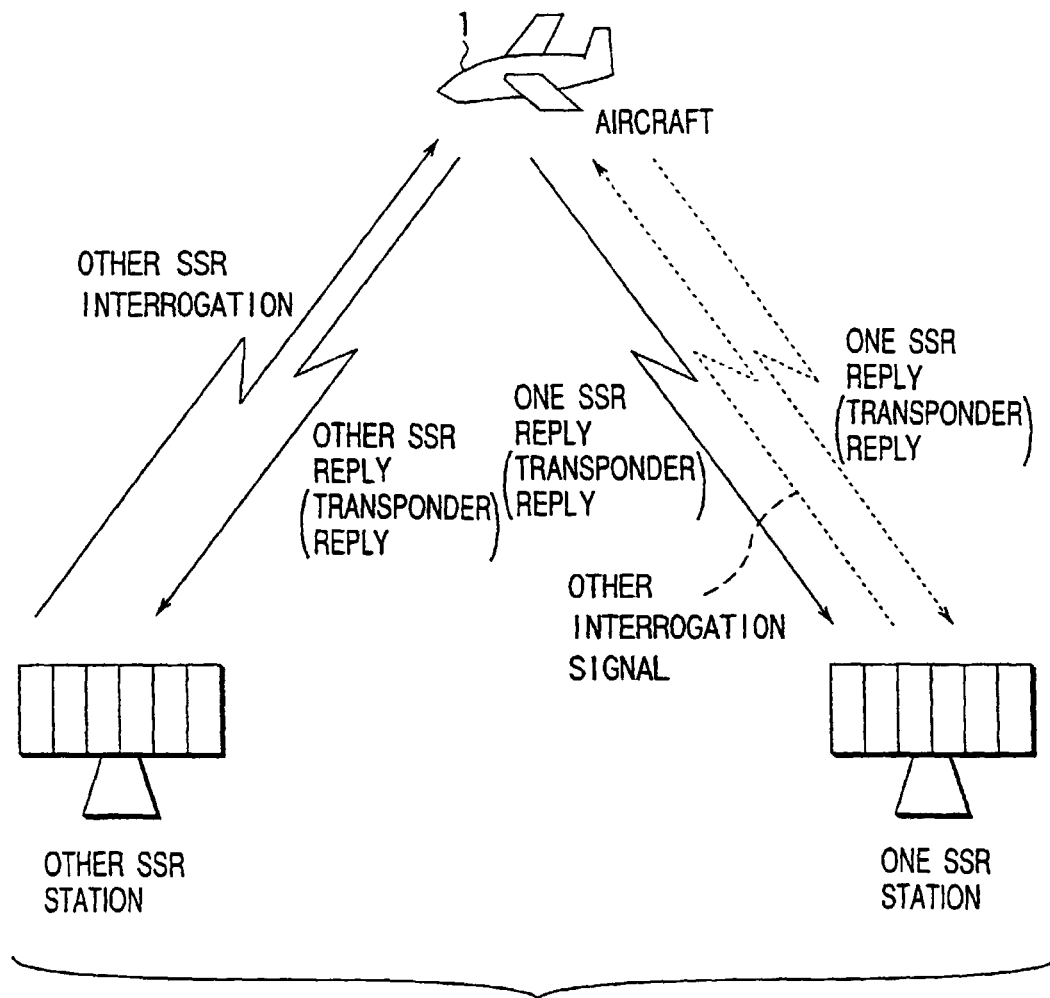 1
AIRCRAFT
OTHER SSR
INTERROGATION
ONE SSR
REPLY
(TRANSPONDER)
REPLY
ONE SSR
REPLY
(TRANSPONDER)
REPLY
OTHER SSR
REPLY
(TRANSPONDER)
REPLY
OTHER
INTERROGATION
SIGNAL
OTHER SSR
STATION
ONE SSR
STATION